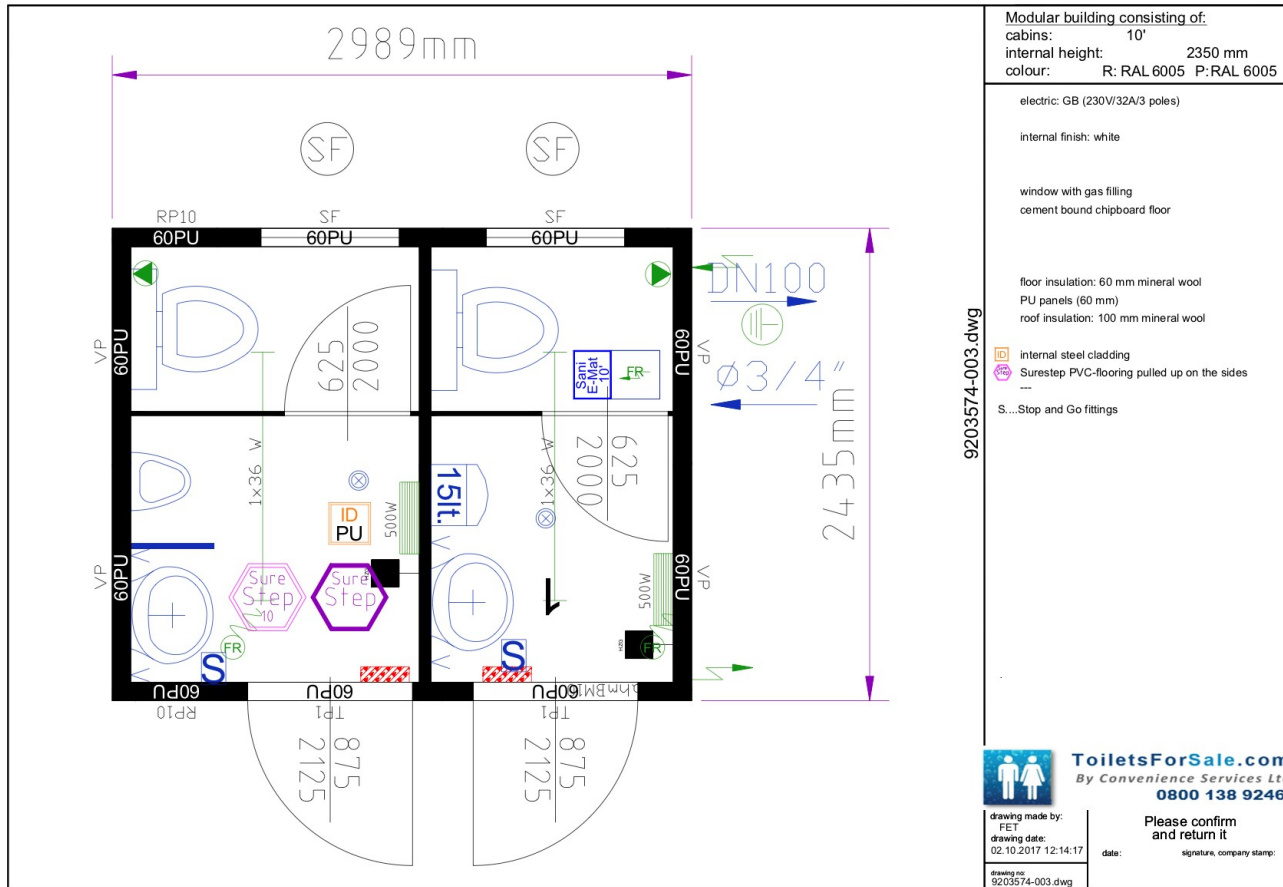 2989mm
SF SF
RP10 SF SF
60PU 60PU 60PU
DN100
VP 60PU 60PU VP
625
2000
Sani
E-Mat
10'
FR
Ø3/4"
2435mm
1x36 W
1x36 W
625
2000
15lt.
ID
PU
500W
500W
VP 60PU 60PU VP
Sure
Step
10
Sure
Step
1
FR
HZG
FR
S
S
60PU 60PU 60PU
RP10 TP1 TP1
875
2125
875
2125
9203574-003.dwg
Modular building consisting of:
cabins: 10'
internal height: 2350 mm
colour: R: RAL 6005 P:RAL 6005
electric: GB (230V/32A/3 poles)
internal finish: white
window with gas filling
cement bound chipboard floor
floor insulation: 60 mm mineral wool
PU panels (60 mm)
roof insulation: 100 mm mineral wool
ID internal steel cladding
Sure Step Surestep PVC-flooring pulled up on the sides
---
S....Stop and Go fittings
ToiletsForSale.com
By Convenience Services Lt
0800 138 9246
drawing made by:
FET
drawing date:
02.10.2017 12:14:17
Please confirm
and return it
date: signature, company stamp:
drawing no:
9203574-003.dwg